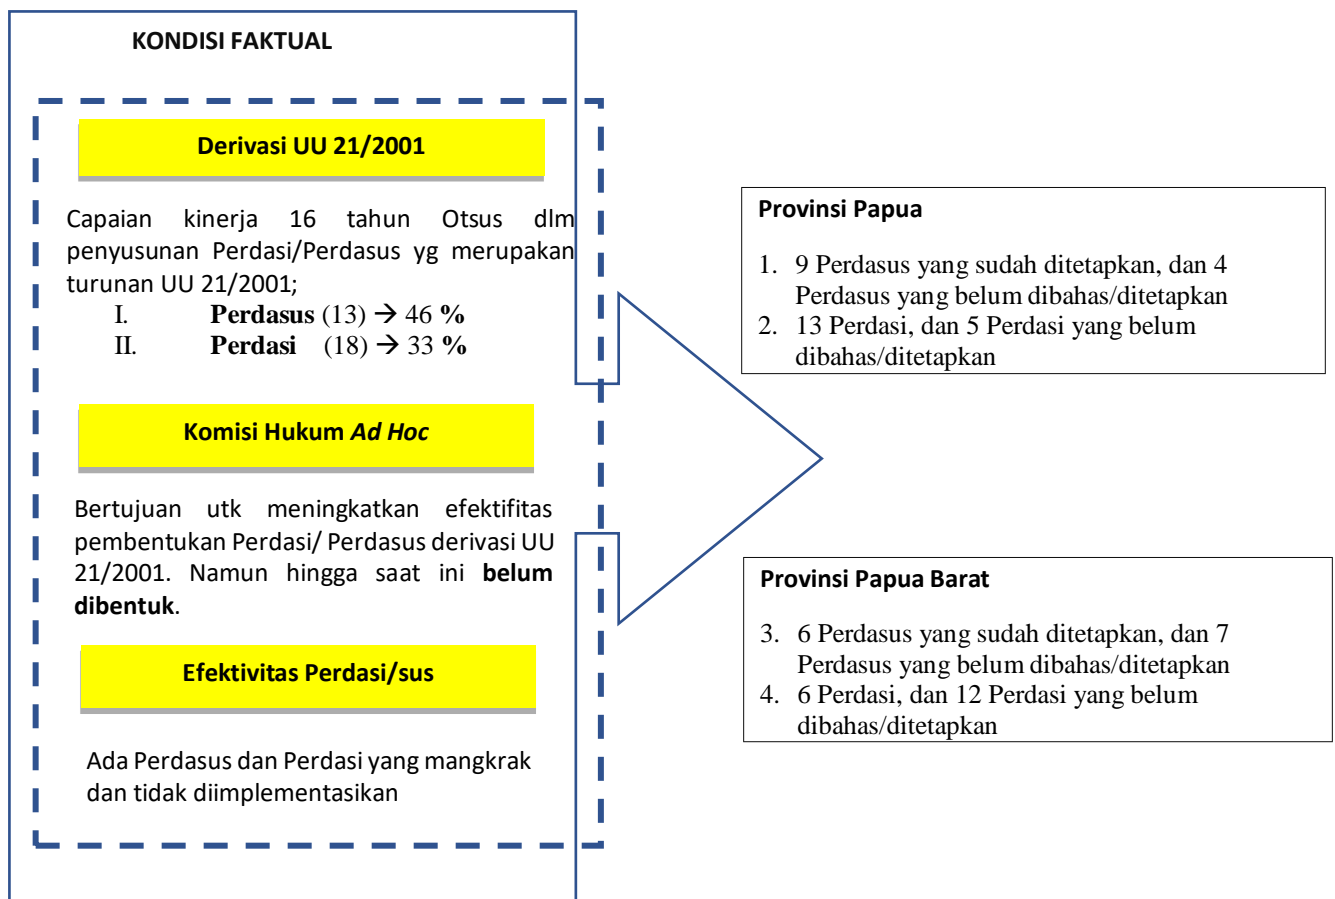 KONDISI FAKTUAL
Derivasi UU 21/2001
Capaian kinerja 16 tahun Otsus dlm
penyusunan Perdasi/Perdasus yg merupakan
turunan UU 21/2001;
I. Perdasus (13) → 46 %
II. Perdasi (18) → 33 %
Komisi Hukum Ad Hoc
Bertujuan utk meningkatkan efektifitas
pembentukan Perdasi/ Perdasus derivasi UU
21/2001. Namun hingga saat ini belum
dibentuk.
Efektivitas Perdasi/sus
Ada Perdasus dan Perdasi yang mangkrak
dan tidak diimplementasikan
Provinsi Papua
1. 9 Perdasus yang sudah ditetapkan, dan 4
Perdasus yang belum dibahas/ditetapkan
2. 13 Perdasi, dan 5 Perdasi yang belum
dibahas/ditetapkan
Provinsi Papua Barat
3. 6 Perdasus yang sudah ditetapkan, dan 7
Perdasus yang belum dibahas/ditetapkan
4. 6 Perdasi, dan 12 Perdasi yang belum
dibahas/ditetapkan